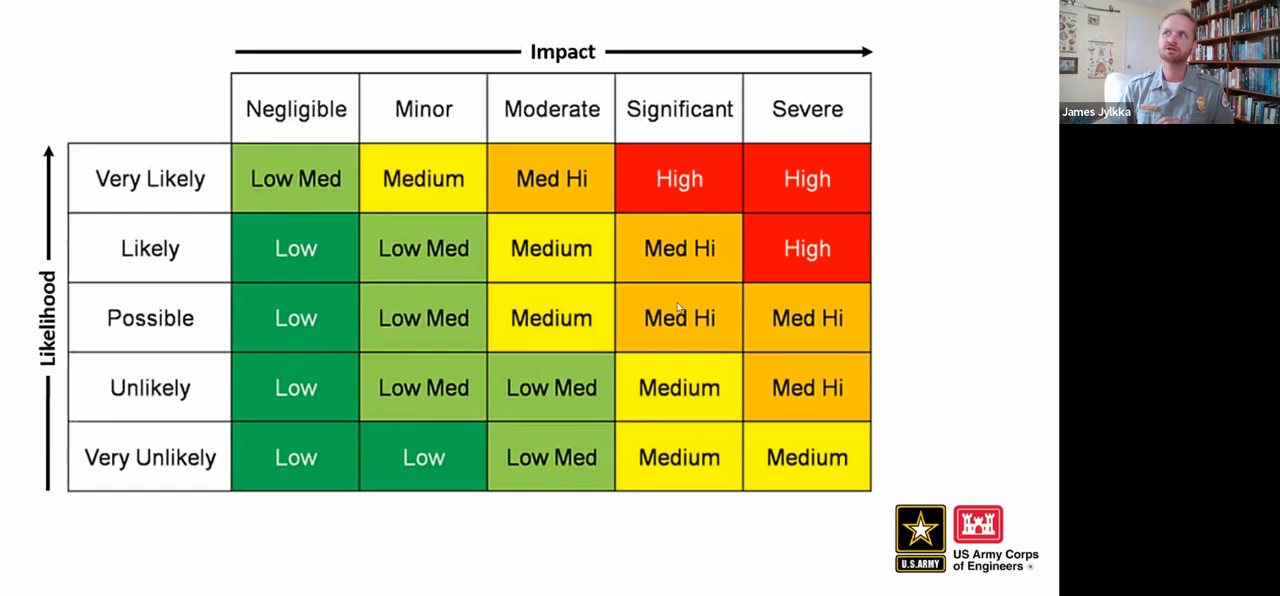 Impact
Negligible Minor Moderate Significant Severe
Very Likely Low Med Medium Med Hi High High
Likely Low Low Med Medium Med Hi High
Possible Low Low Med Medium Med Hi Med Hi
Unlikely Low Low Med Low Med Medium Med Hi
Very Unlikely Low Low Low Med Medium Medium
Likelihood
James Jylkka
U.S.ARMY
US Army Corps
of Engineers ®